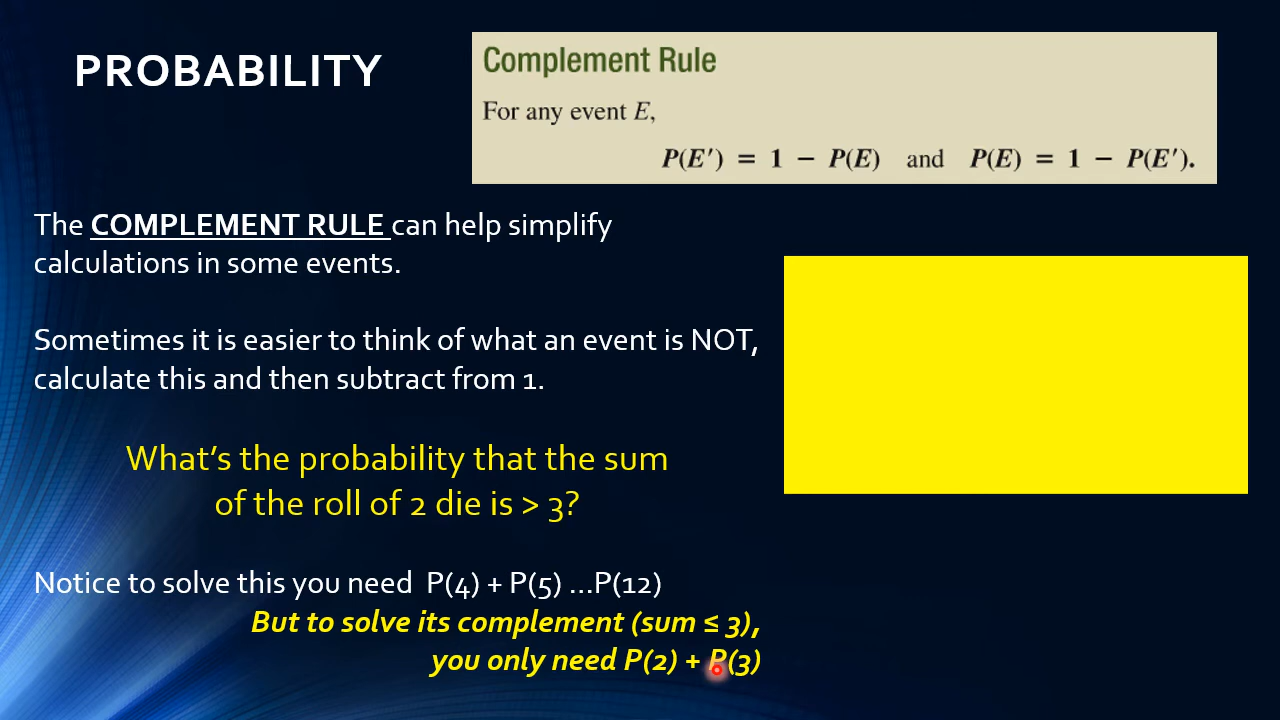 PROBABILITY
Complement Rule
For any event E,
P(E′) = 1 − P(E) and P(E) = 1 − P(E′).
The COMPLEMENT RULE can help simplify
calculations in some events.
Sometimes it is easier to think of what an event is NOT,
calculate this and then subtract from 1.
What's the probability that the sum
of the roll of 2 die is > 3?
Notice to solve this you need P(4) + P(5) ...P(12)
But to solve its complement (sum ≤ 3),
you only need P(2) + P(3)